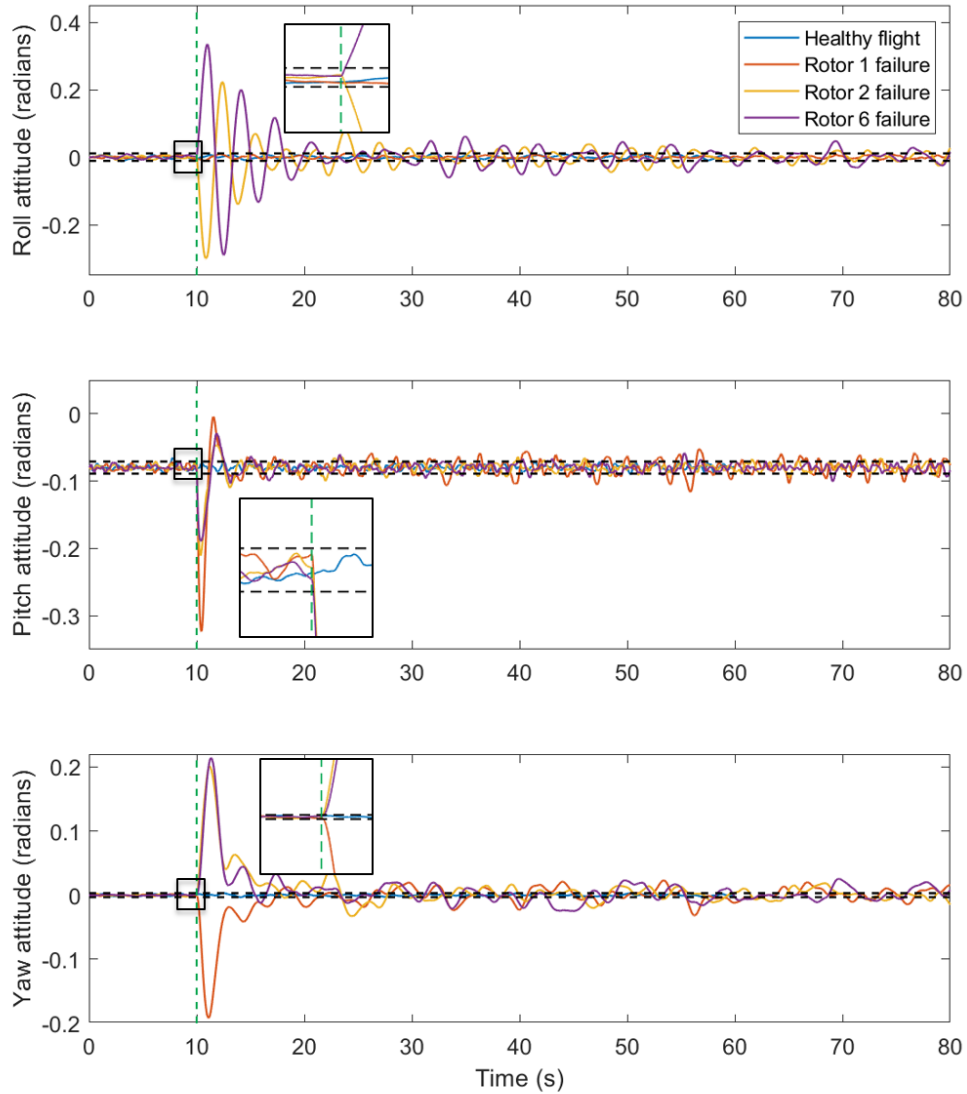 Roll attitude (radians)
0.4
0.2
0
-0.2
Healthy flight
Rotor 1 failure
Rotor 2 failure
Rotor 6 failure
0 10 20 30 40 50 60 70 80
Pitch attitude (radians)
0
-0.1
-0.2
-0.3
0 10 20 30 40 50 60 70 80
Yaw attitude (radians)
0.2
0.1
0
-0.1
-0.2
0 10 20 30 40 50 60 70 80
Time (s)